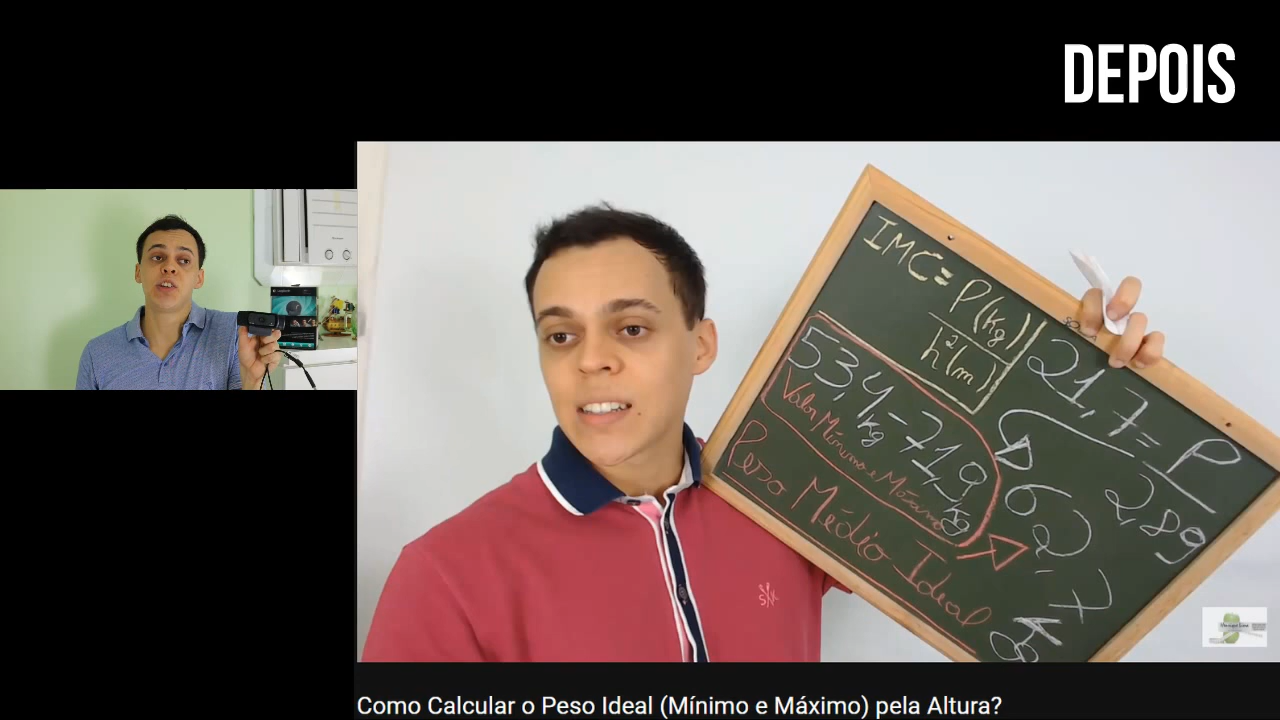 DEPOIS
IMC=
P(Kg)
h²(m)
53,4kg-71,9kg
Valor Mínimo e Máximo
Peso Médio Ideal
21,7=
P
2,89
62,7
Kg
Como Calcular o Peso Ideal (Mínimo e Máximo) pela Altura?